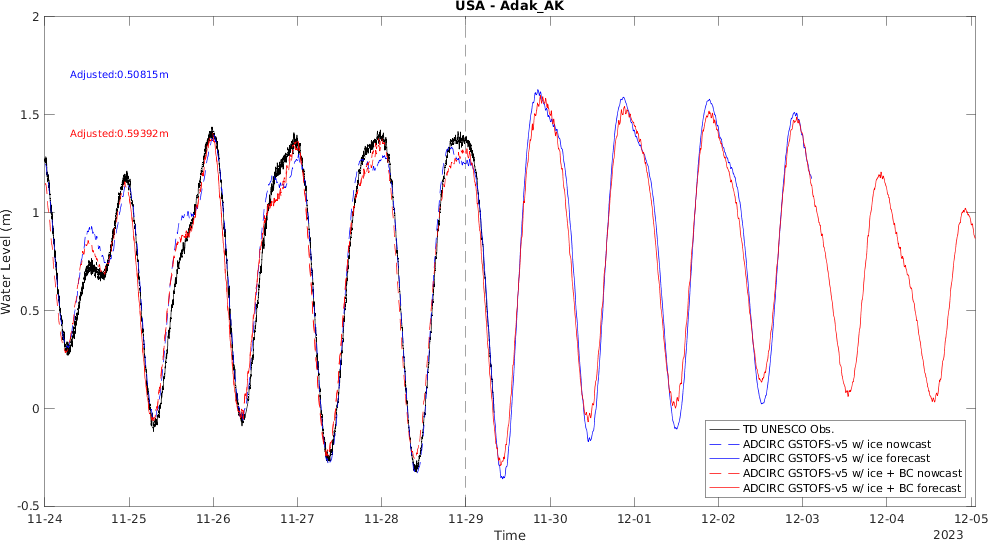 USA - Adak_AK
2
1.5
1
0.5
0
-0.5
Water Level (m)
Adjusted:0.50815m
Adjusted:0.59392m
TD UNESCO Obs.
ADCIRC GSTOFS-v5 w/ ice nowcast
ADCIRC GSTOFS-v5 w/ ice forecast
ADCIRC GSTOFS-v5 w/ ice + BC nowcast
ADCIRC GSTOFS-v5 w/ ice + BC forecast
11-24 11-25 11-26 11-27 11-28 11-29 11-30 12-01 12-02 12-03 12-04 12-05
Time
2023